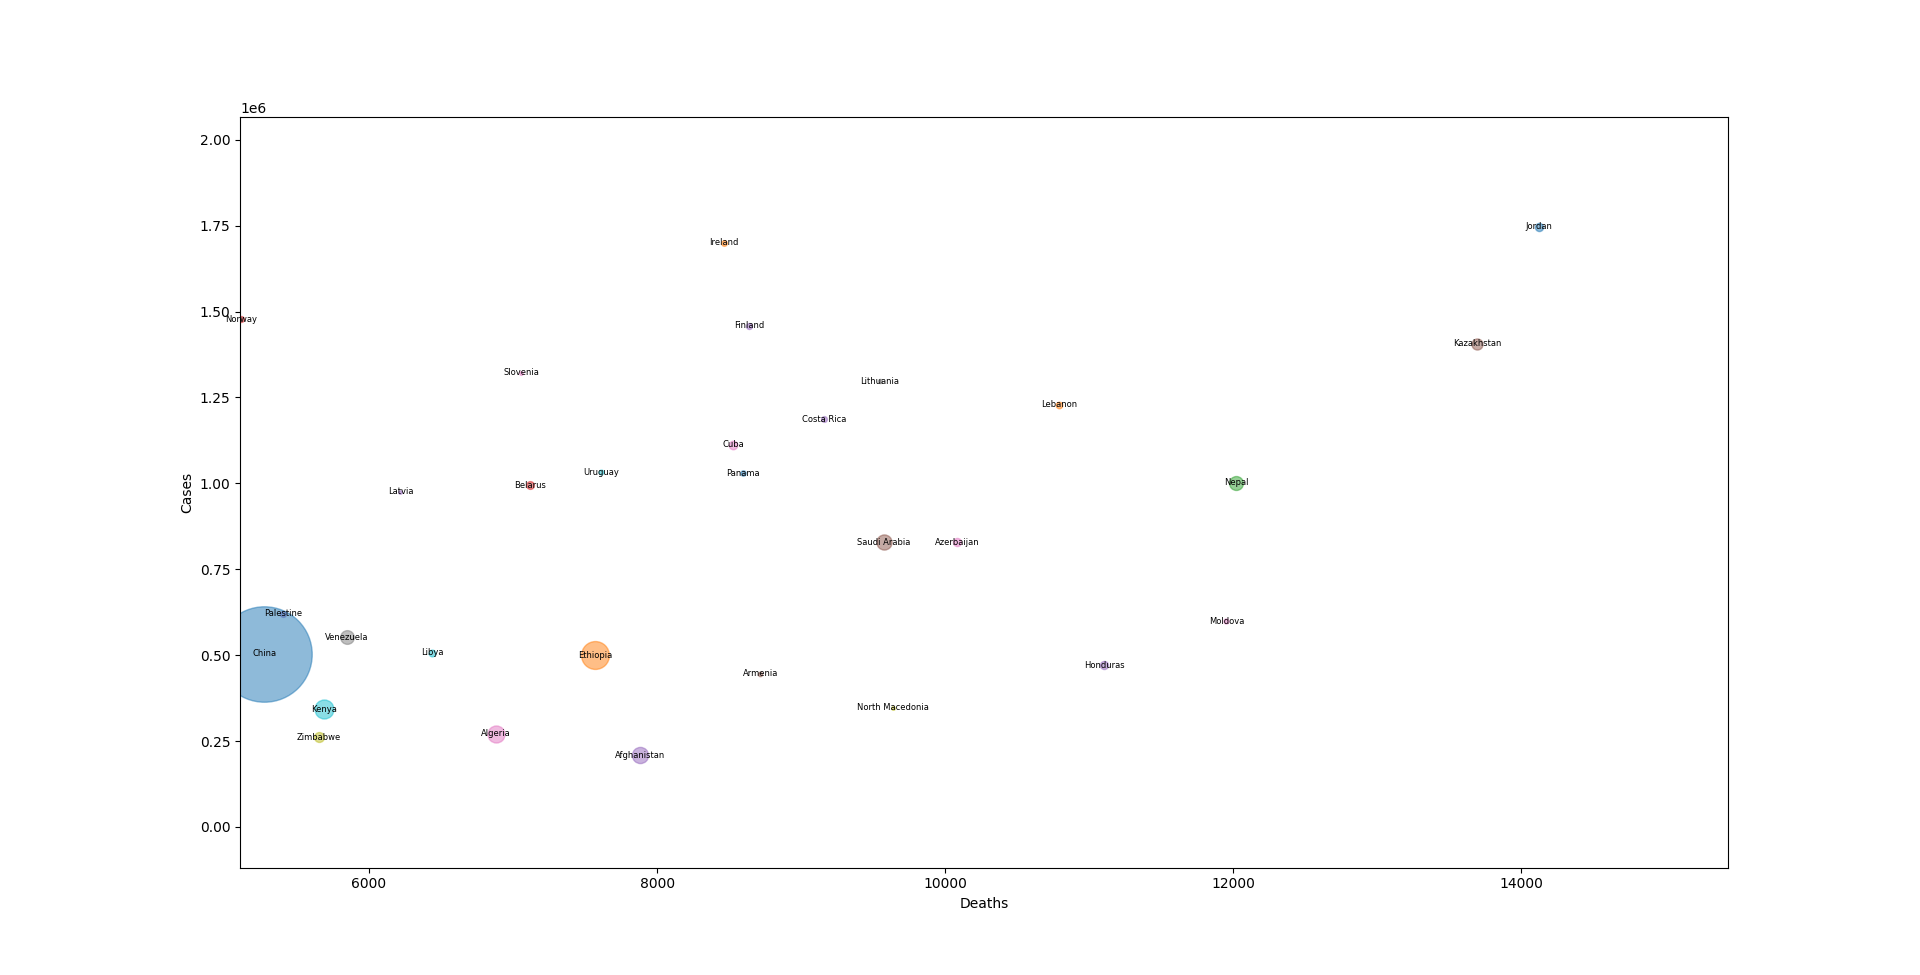 1e6
2.00
1.75
1.50
1.25
1.00
0.75
0.50
0.25
0.00
Cases
Jordan
Ireland
Norway
Finland
Kazakhstan
Slovenia
Lithuania
Lebanon
Costa Rica
Cuba
Uruguay
Panama
Nepal
Belarus
Latvia
Saudi Arabia
Azerbaijan
Palestine
Moldova
Venezuela
Libya
China
Ethiopia
Honduras
Armenia
North Macedonia
Kenya
Algeria
Zimbabwe
Afghanistan
6000
8000
10000
12000
14000
Deaths